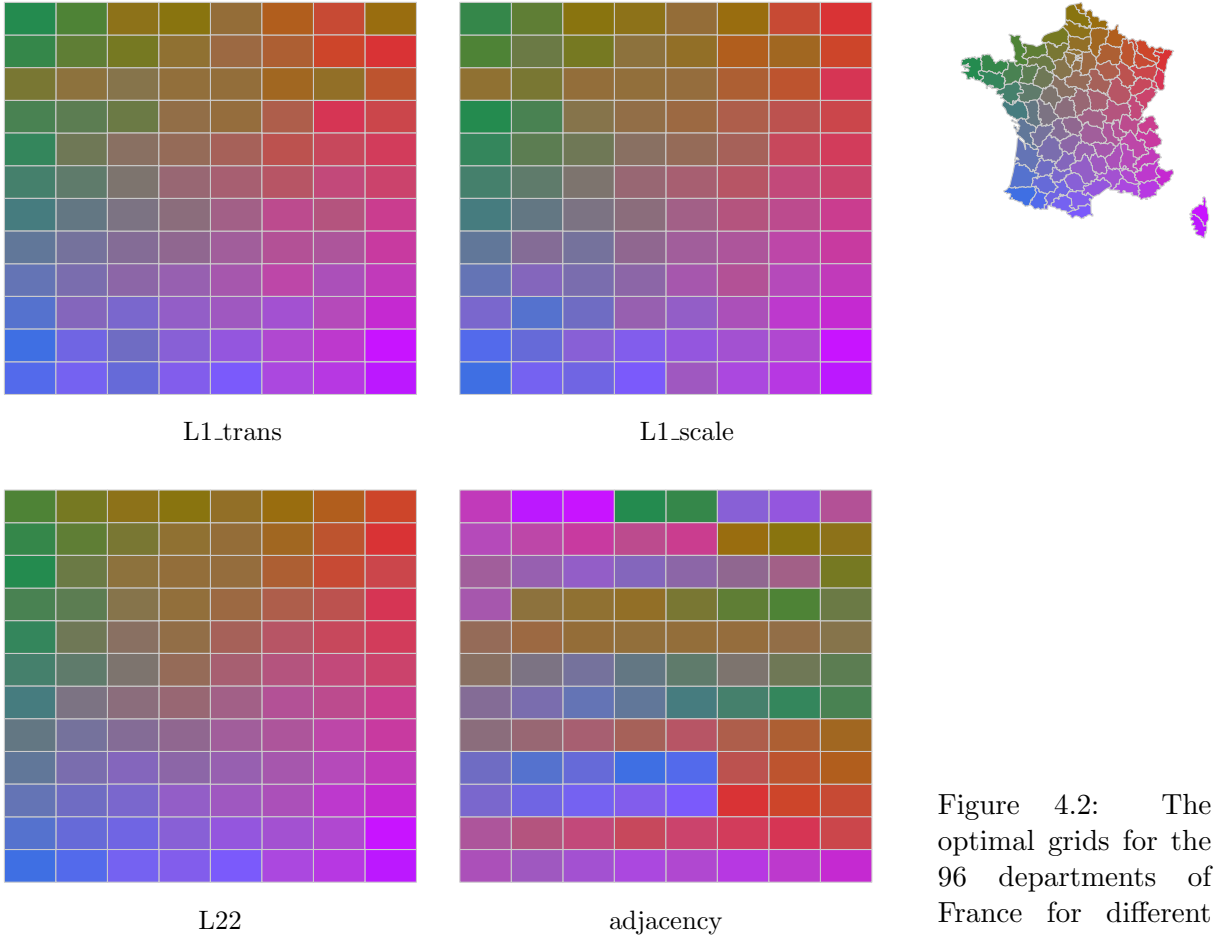 L1_trans
L1_scale
L22
adjacency
Figure 4.2: The
optimal grids for the
96 departments of
France for different